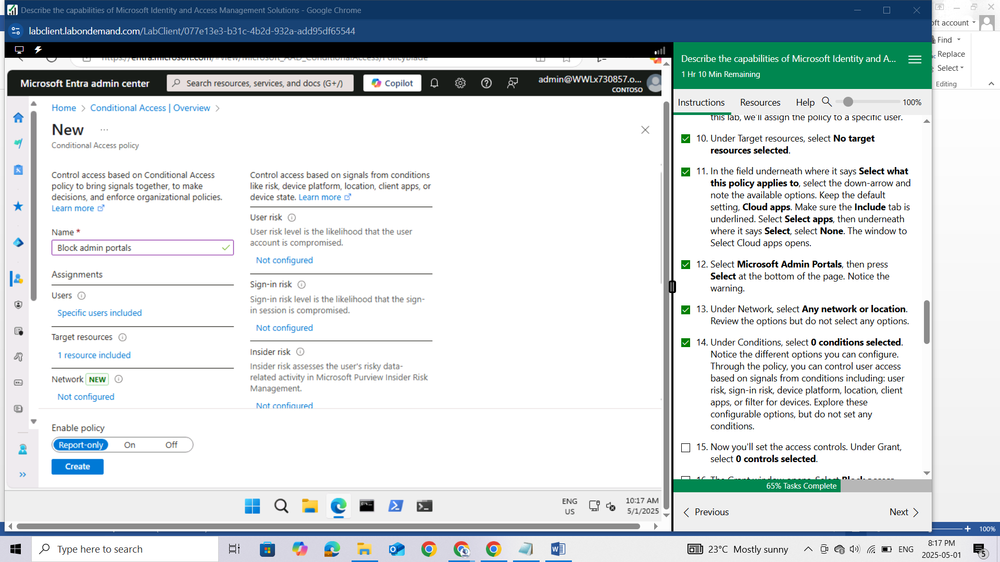 Describe the capabilities of Microsoft Identity and Access Management Solutions - Google Chrome
labclient.labondemand.com/LabClient/077e13e3-b31c-4b2d-932a-add95df65544
Microsoft Entra admin center
Search resources, services, and docs (G+/)
Copilot
admin@WWLx730857.o...
CONTOSO
Home > Conditional Access | Overview >
New ...
Conditional Access policy
Control access based on Conditional Access
policy to bring signals together, to make
decisions, and enforce organizational policies.
Learn more
Name *
Block admin portals
Assignments
Users
Specific users included
Target resources
1 resource included
Network NEW
Not configured
Control access based on signals from conditions
like risk, device platform, location, client apps, or
device state. Learn more
User risk
User risk level is the likelihood that the user
account is compromised.
Not configured
Sign-in risk
Sign-in risk level is the likelihood that the sign-
in session is compromised.
Not configured
Insider risk
Insider risk assesses the user's risky data-
related activity in Microsoft Purview Insider Risk
Management.
Not configured
Enable policy
Report-only On Off
Create
ENG
US
10:17 AM
5/1/2025
Describe the capabilities of Microsoft Identity and A...
1 Hr 10 Min Remaining
Instructions Resources Help 100%
this lab, we'll assign the policy to a specific user.
10. Under Target resources, select No target
resources selected.
11. In the field underneath where it says Select what
this policy applies to, select the down-arrow and
note the available options. Keep the default
setting, Cloud apps. Make sure the Include tab is
underlined. Select Select apps, then underneath
where it says Select, select None. The window to
Select Cloud apps opens.
12. Select Microsoft Admin Portals, then press
Select at the bottom of the page. Notice the
warning.
13. Under Network, select Any network or location.
Review the options but do not select any options.
14. Under Conditions, select 0 conditions selected.
Notice the different options you can configure.
Through the policy, you can control user access
based on signals from conditions including: user
risk, sign-in risk, device platform, location, client
apps, or filter for devices. Explore these
configurable options, but do not set any
conditions.
15. Now you'll set the access controls. Under Grant,
select 0 controls selected.
65% Tasks Complete
Previous
Next
oft account
Find
Replace
Select
Editing
100%
Type here to search
23°C Mostly sunny
ENG
8:17 PM
2025-05-01
5